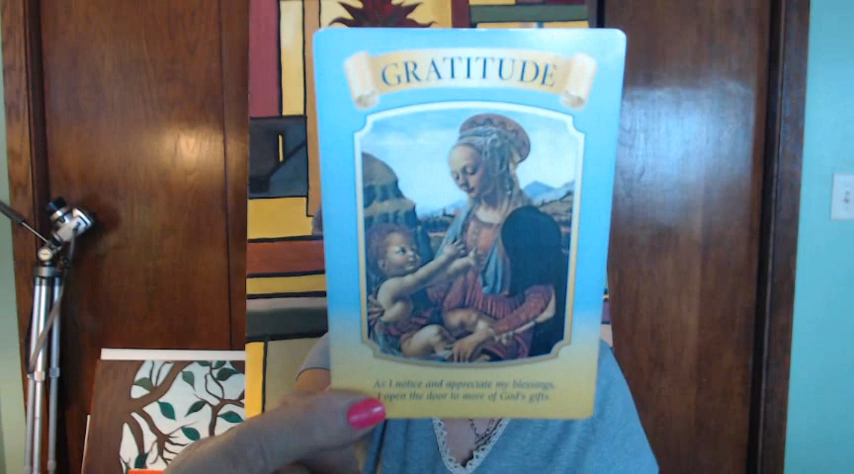 GRATITUDE
As I notice and appreciate my blessings,
I open the door to more of God's gifts.